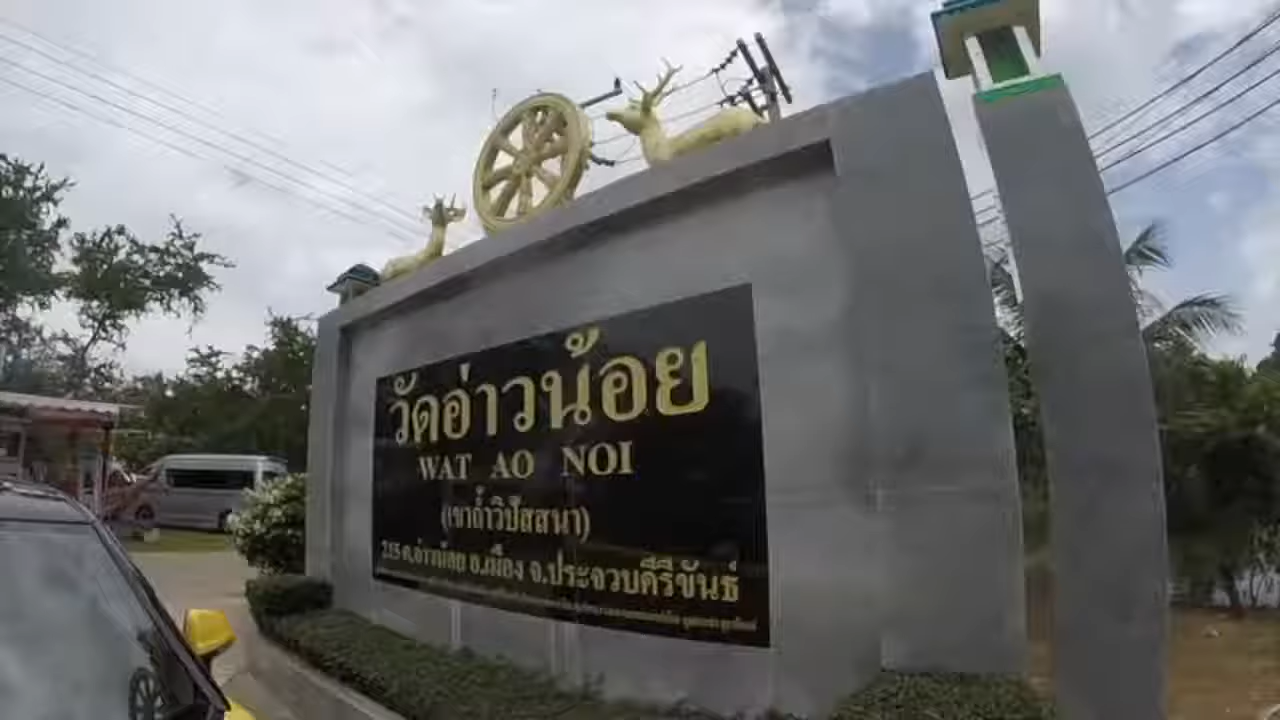 วัดอ่าวน้อย
WAT AO NOI
(เขาถ้ำวิปัสสนา)
215 ต.อ่าวน้อย อ.เมือง จ.ประจวบคีรีขันธ์